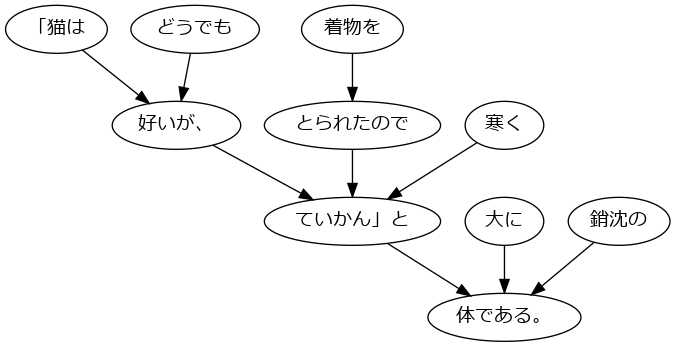 「猫は どうでも 着物を
好いが、 とられたので 寒く
ていかん」と 大に 銷沈の
体である。